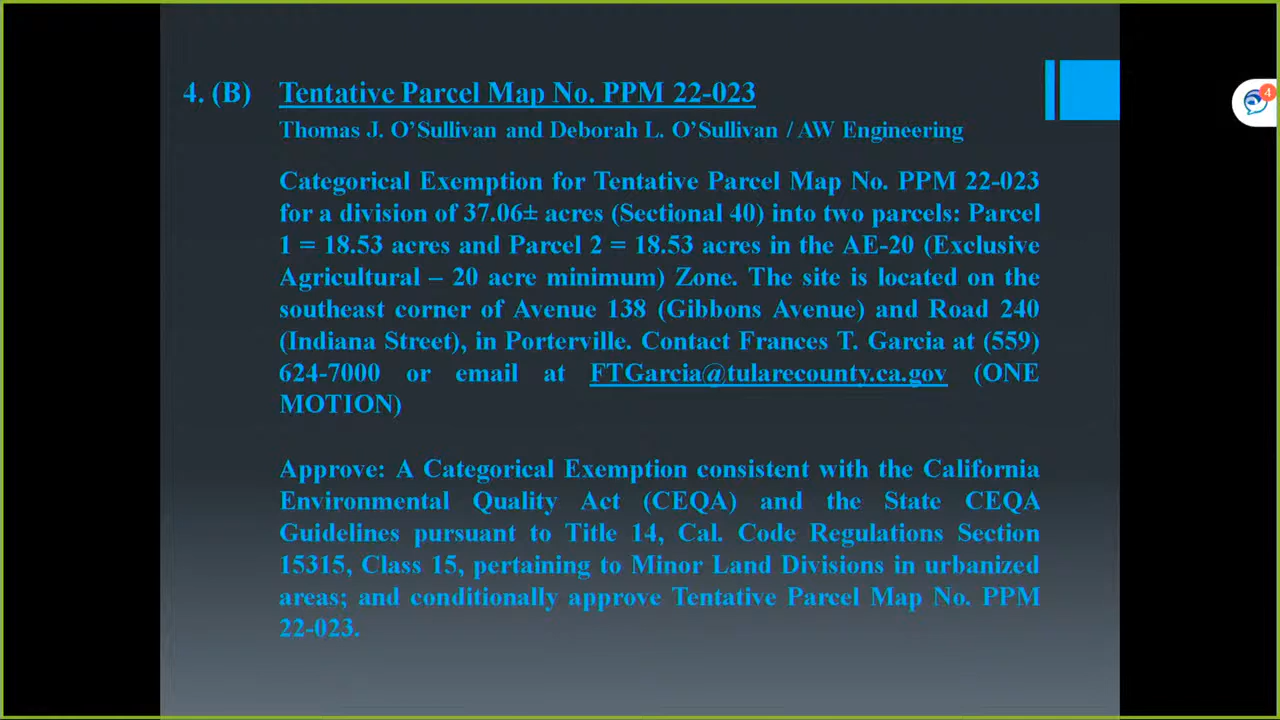 4. (B) Tentative Parcel Map No. PPM 22-023
Thomas J. O'Sullivan and Deborah L. O'Sullivan / AW Engineering
Categorical Exemption for Tentative Parcel Map No. PPM 22-023
for a division of 37.06± acres (Sectional 40) into two parcels: Parcel
1 = 18.53 acres and Parcel 2 = 18.53 acres in the AE-20 (Exclusive
Agricultural – 20 acre minimum) Zone. The site is located on the
southeast corner of Avenue 138 (Gibbons Avenue) and Road 240
(Indiana Street), in Porterville. Contact Frances T. Garcia at (559)
624-7000 or email at FTGarcia@tularecounty.ca.gov (ONE
MOTION)
Approve: A Categorical Exemption consistent with the California
Environmental Quality Act (CEQA) and the State CEQA
Guidelines pursuant to Title 14, Cal. Code Regulations Section
15315, Class 15, pertaining to Minor Land Divisions in urbanized
areas; and conditionally approve Tentative Parcel Map No. PPM
22-023.
4